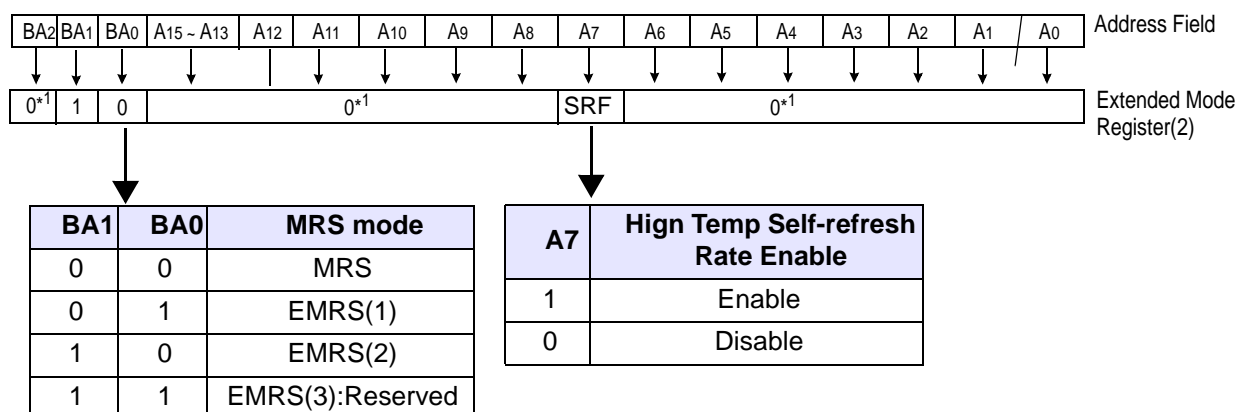 BA2 BA1 BA0 A15 ~ A13 A12 A11 A10 A9 A8 A7 A6 A5 A4 A3 A2 A1 A0 Address Field
0*1 1 0 0*1 SRF 0*1 Extended Mode
Register(2)
BA1 BA0 MRS mode
0 0 MRS
0 1 EMRS(1)
1 0 EMRS(2)
1 1 EMRS(3):Reserved
A7 Hign Temp Self-refresh
Rate Enable
1 Enable
0 Disable